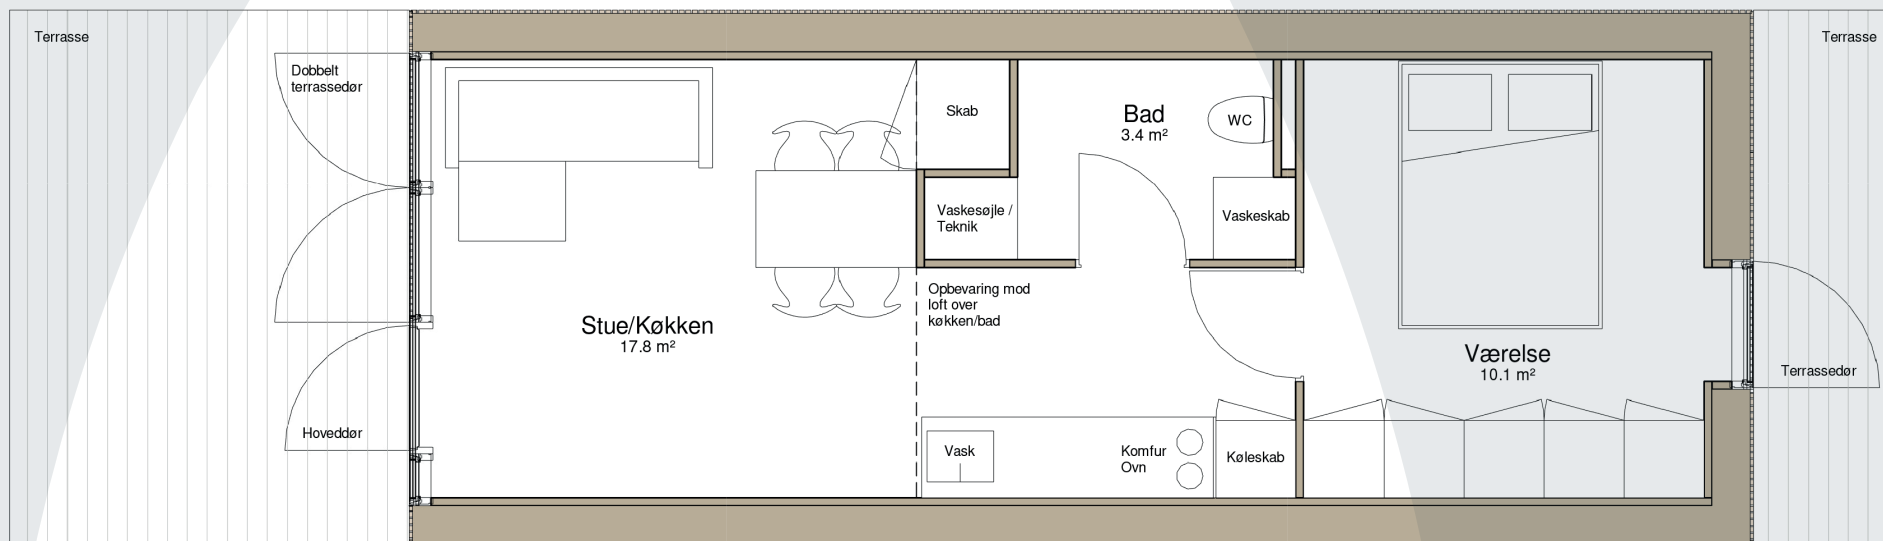 Terrasse
Terrasse
Dobbelt
terrassedør
Skab
Bad
3.4 m²
WC
Vaskesøjle /
Teknik
Vaskeskab
Opbevaring mod
loft over
køkken/bad
Stue/Køkken
17.8 m²
Værelse
10.1 m²
Terrassedør
Hoveddør
Vask
Komfur
Ovn
Køleskab